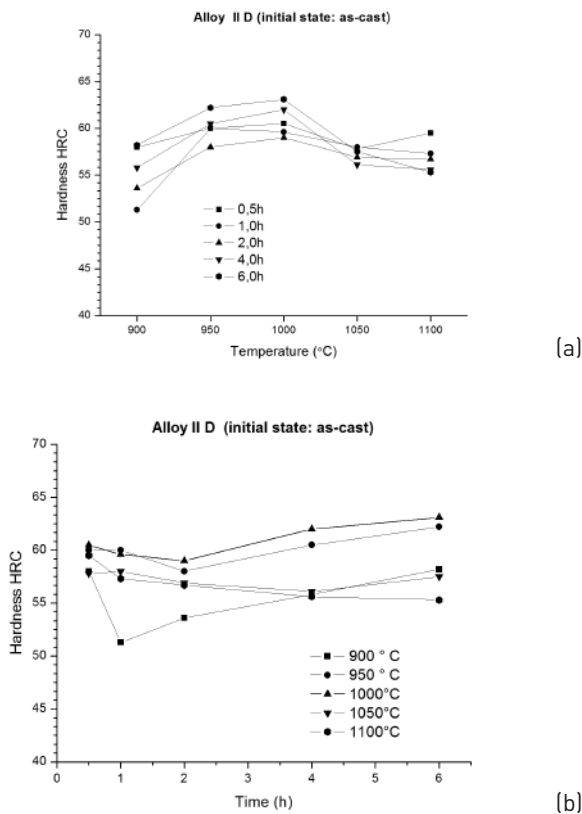 Alloy II D (initial state: as-cast)
70
65
60
55
50
45
40
Hardness HRC
0,5h
1,0h
2,0h
4,0h
6,0h
900 950 1000 1050 1100
Temperature (°C)
(a)
Alloy II D (initial state: as-cast)
70
65
60
55
50
45
40
Hardness HRC
900 ° C
950 ° C
1000°C
1050°C
1100°C
0 1 2 3 4 5 6
Time (h)
(b)